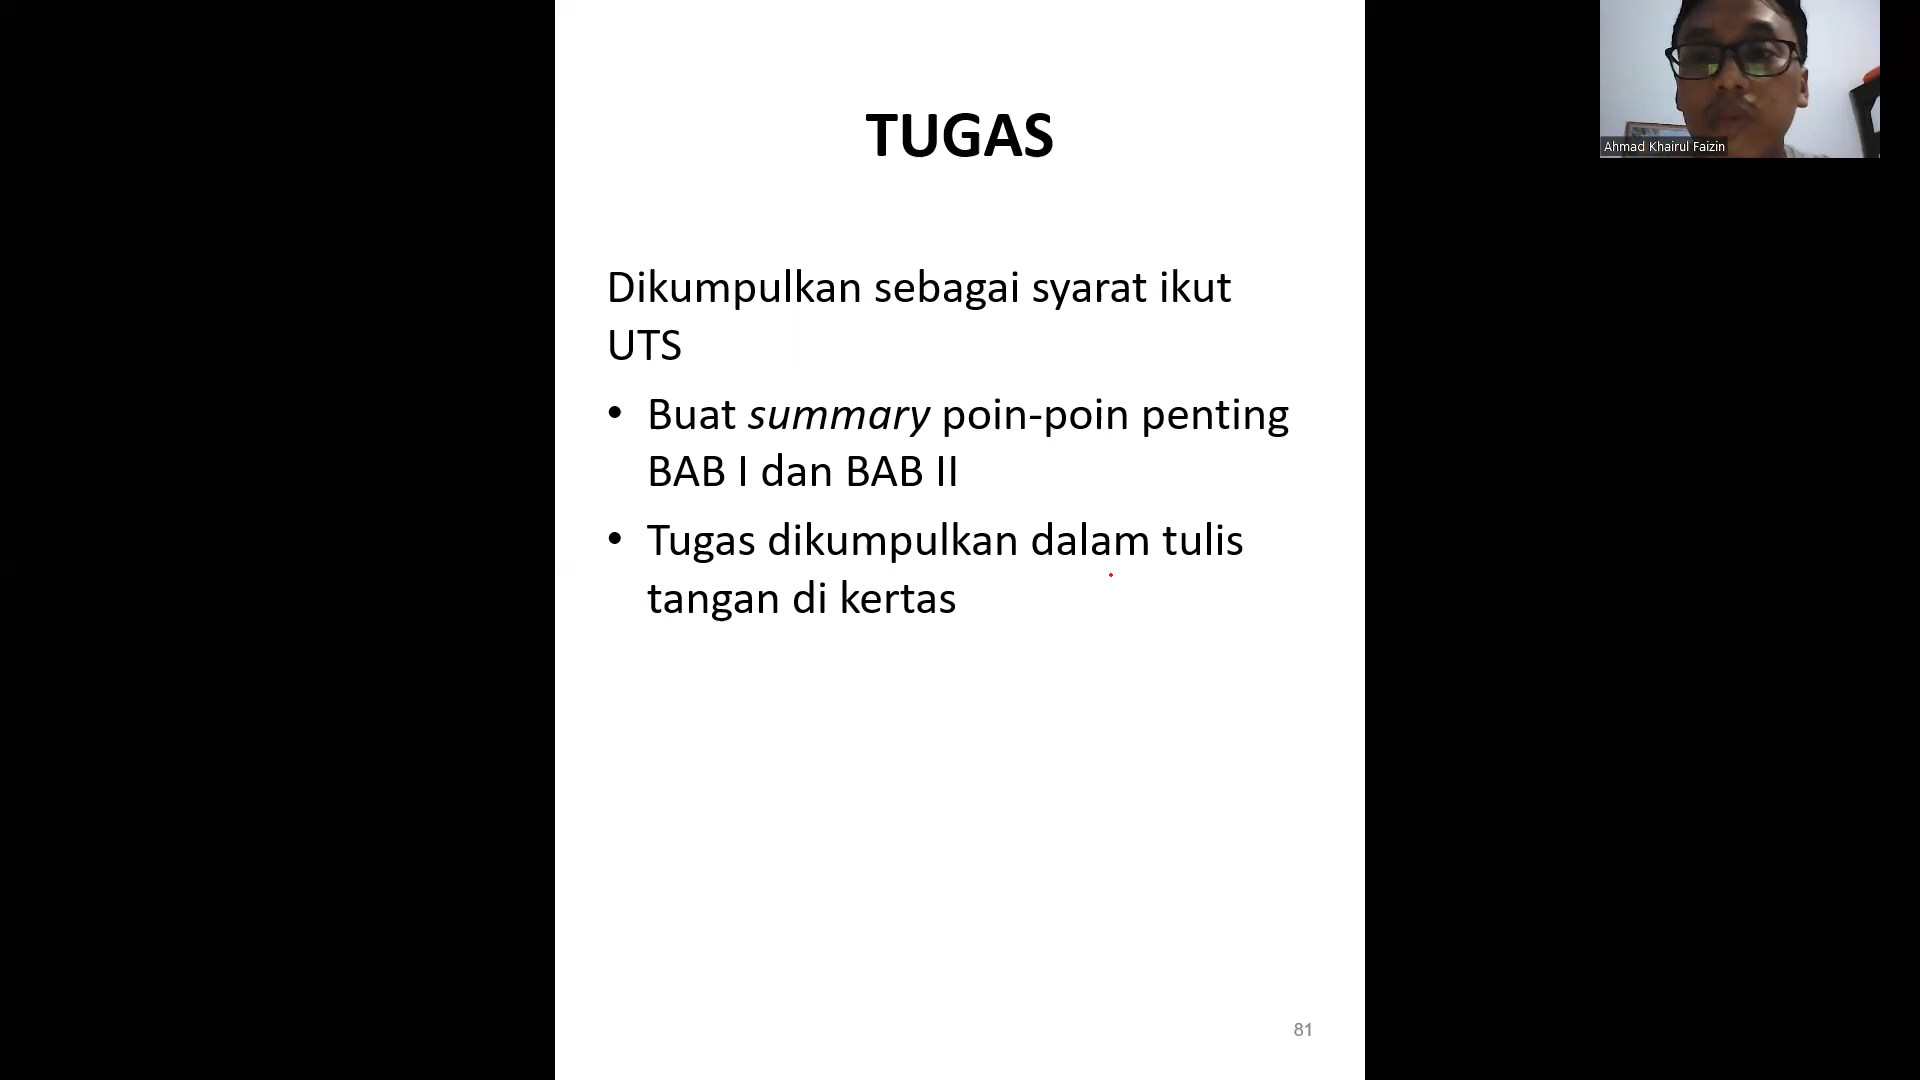 TUGAS
Ahmad Khairul Faizin
Dikumpulkan sebagai syarat ikut
UTS
• Buat summary poin-poin penting
BAB I dan BAB II
• Tugas dikumpulkan dalam tulis
tangan di kertas
81